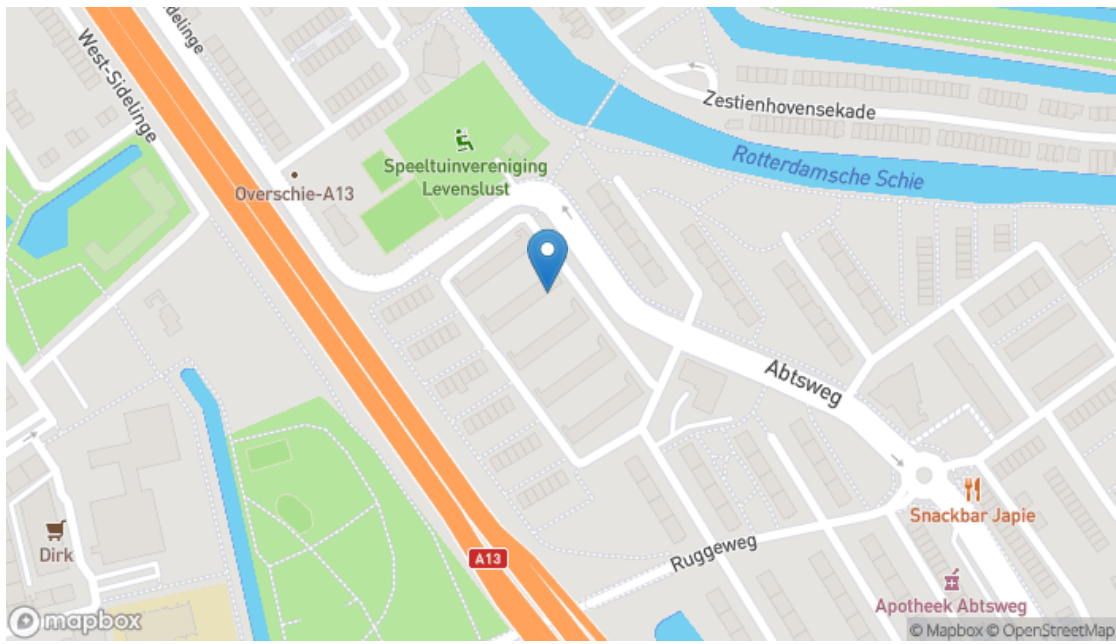 West-Sidelinge
Sidelinge
Zestienhovensekade
Speeltuinvereniging
Levenslust
Overschie-A13
Rotterdamsche Schie
Abtsweg
Snackbar Japie
Dirk
A13
Ruggeweg
Apotheek Abtsweg
mapbox
© Mapbox © OpenStreetMap